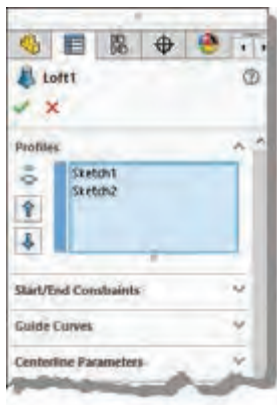 Loft1
Profiles
Sketch1
Sketch2
Start/End Constraints
Guide Curves
Centerline Parameters